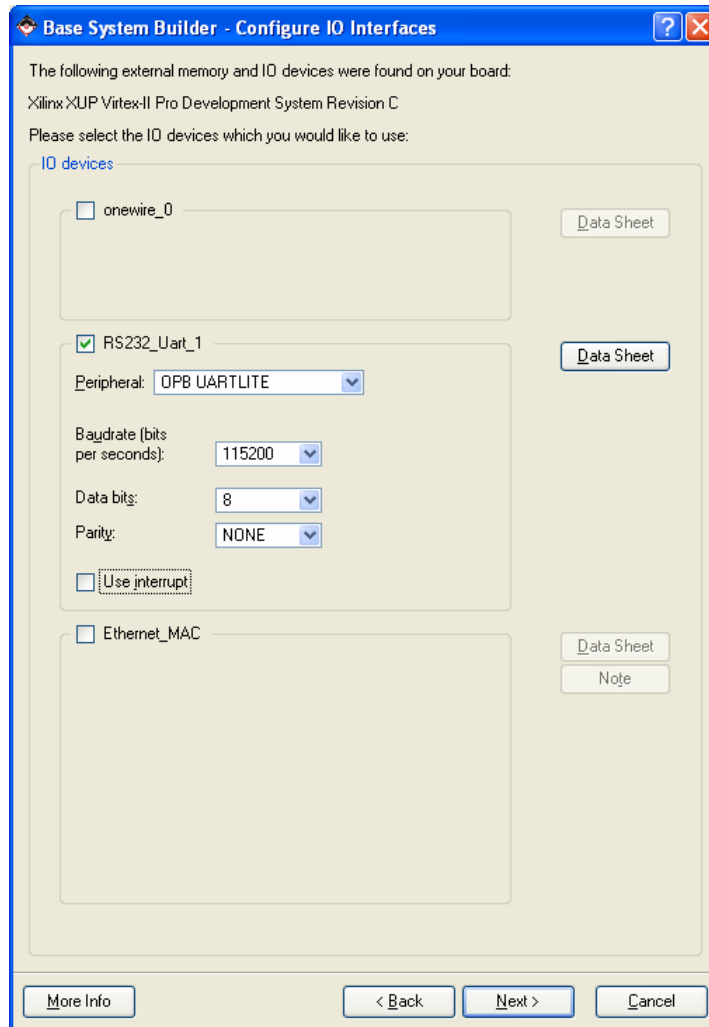 Base System Builder - Configure IO Interfaces
The following external memory and IO devices were found on your board:
Xilinx XUP Virtex-II Pro Development System Revision C
Please select the IO devices which you would like to use:
IO devices
onewire_0
Data Sheet
RS232_Uart_1
Data Sheet
Peripheral: OPB UARTLITE
Baudrate (bits
per seconds): 115200
Data bits: 8
Parity: NONE
Use interrupt
Ethernet_MAC
Data Sheet
Note
More Info < Back Next > Cancel